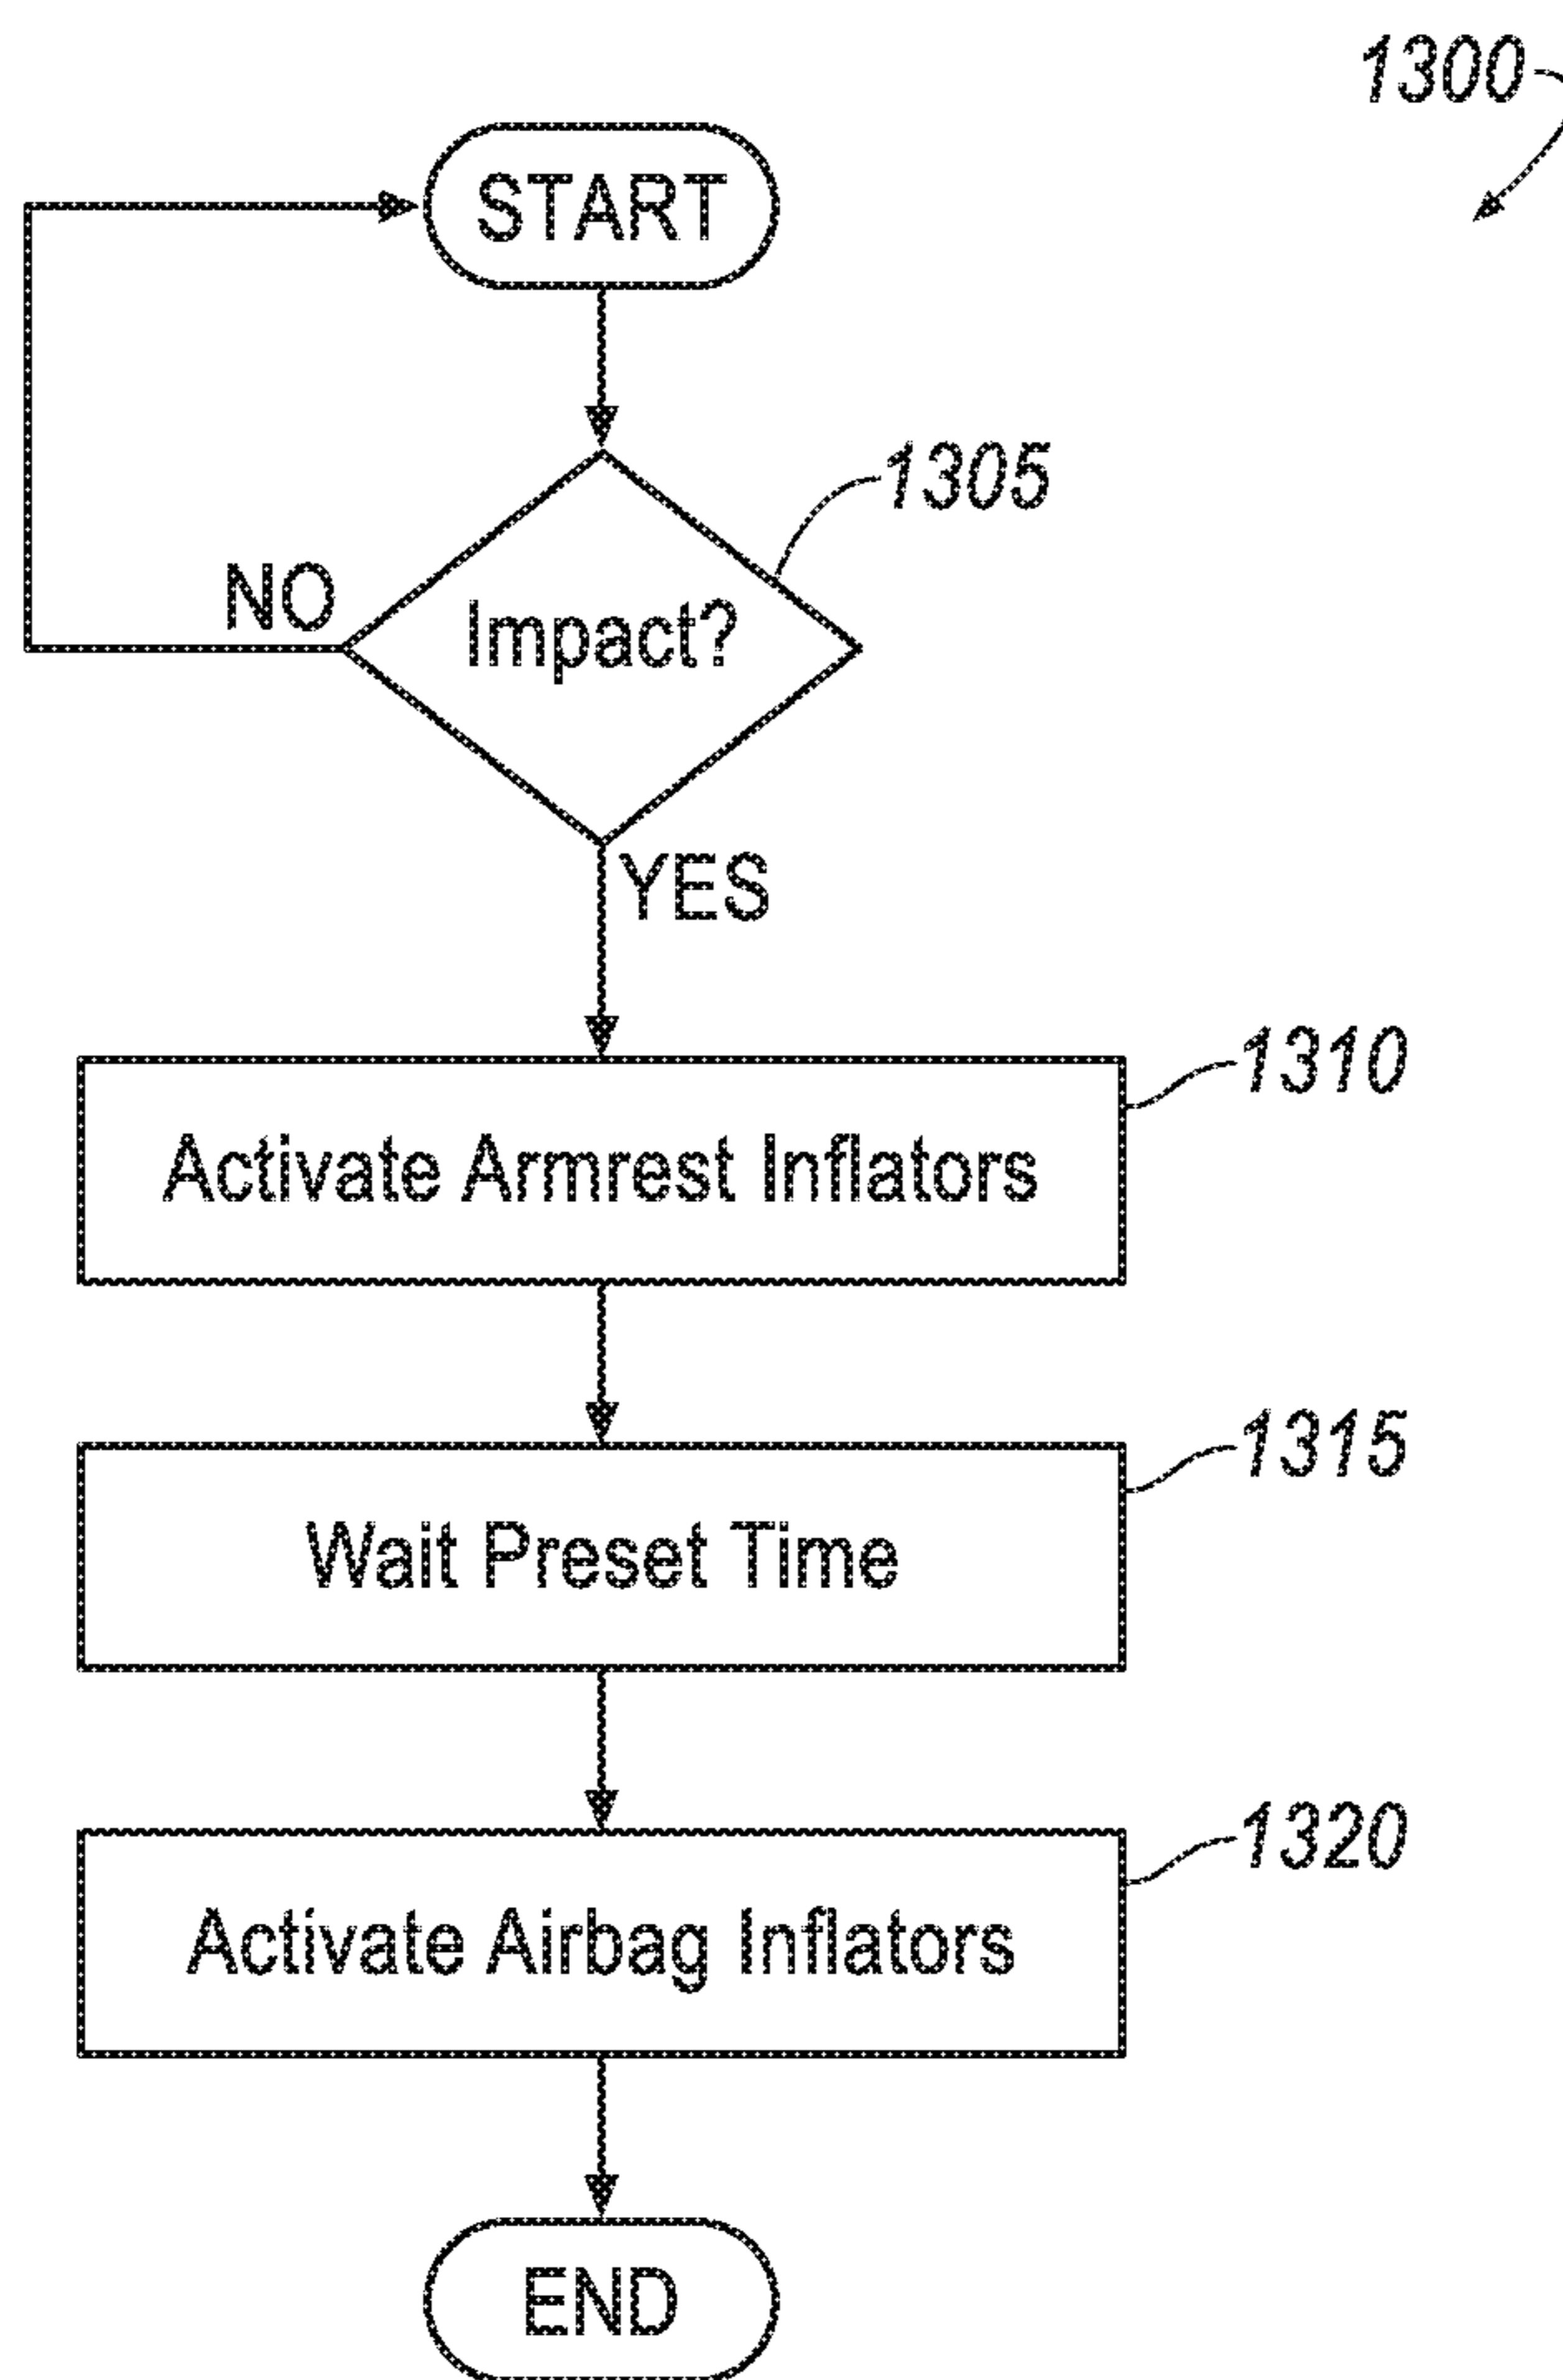 1300
START
1305
NO
Impact?
YES
1310
Activate Armrest Inflators
1315
Wait Preset Time
1320
Activate Airbag Inflators
END